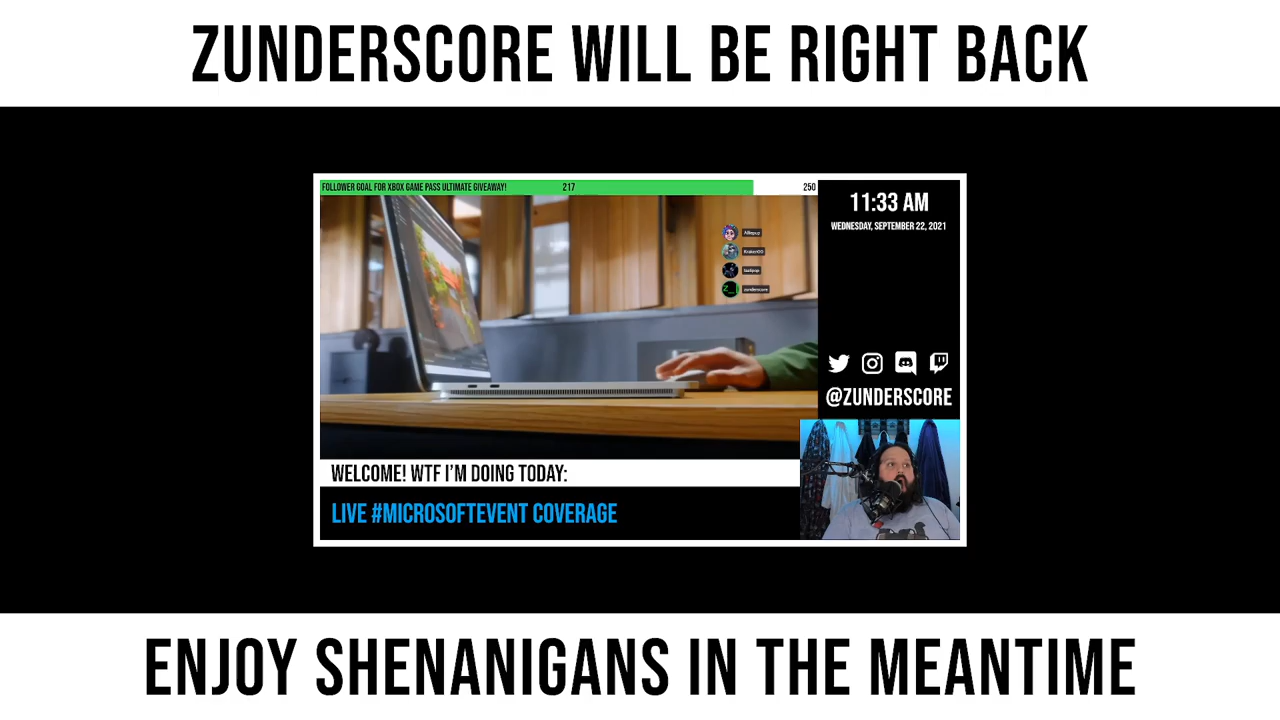 ZUNDERSCORE WILL BE RIGHT BACK
FOLLOWER GOAL FOR XBOX GAME PASS ULTIMATE GIVEAWAY! 217 250
11:33 AM
WEDNESDAY, SEPTEMBER 22, 2021
zunderscore
@ZUNDERSCORE
WELCOME! WTF I'M DOING TODAY:
LIVE #MICROSOFTEVENT COVERAGE
ENJOY SHENANIGANS IN THE MEANTIME